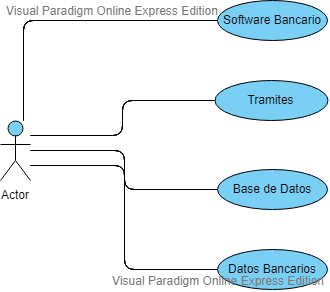 Visual Paradigm Online Express Edition
Software Bancario
Tramites
Actor
Base de Datos
Datos Bancarios
Visual Paradigm Online Express Edition